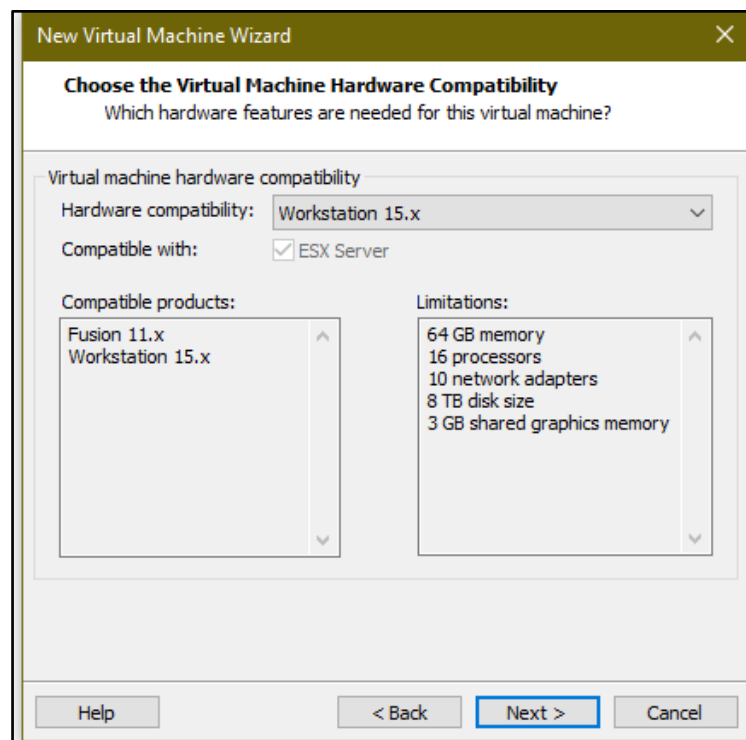 New Virtual Machine Wizard
Choose the Virtual Machine Hardware Compatibility
Which hardware features are needed for this virtual machine?
Virtual machine hardware compatibility
Hardware compatibility: Workstation 15.x
Compatible with: ESX Server
Compatible products:
Fusion 11.x
Workstation 15.x
Limitations:
64 GB memory
16 processors
10 network adapters
8 TB disk size
3 GB shared graphics memory
Help < Back Next > Cancel